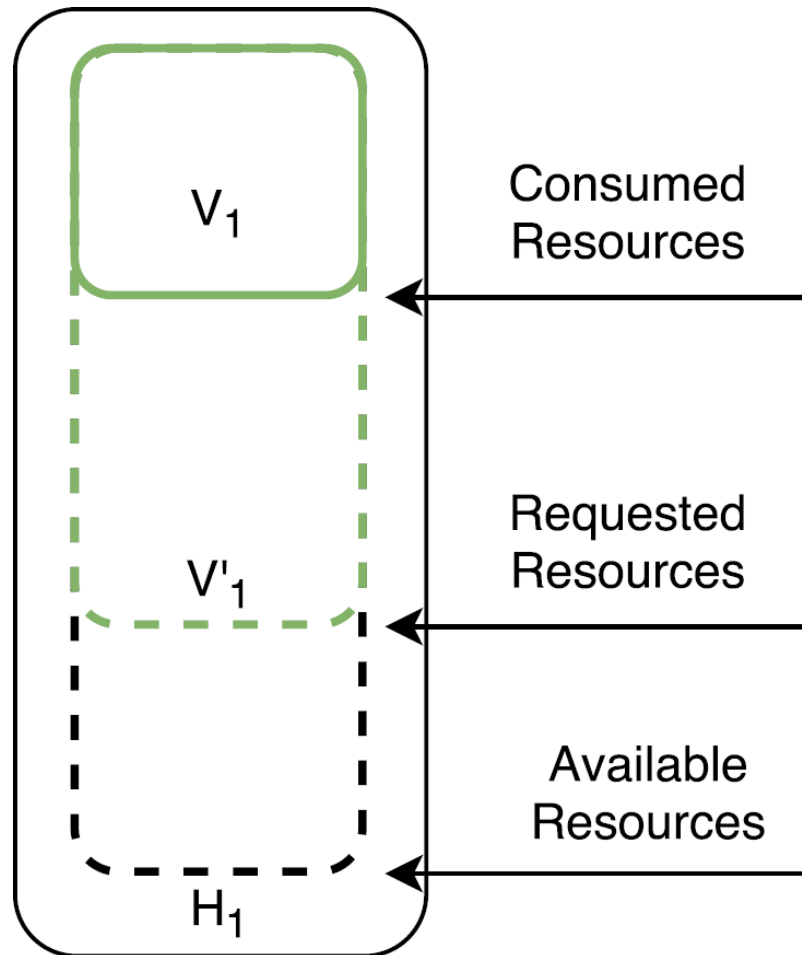 V₁
Consumed
Resources
Requested
Resources
V'₁
Available
Resources
H₁